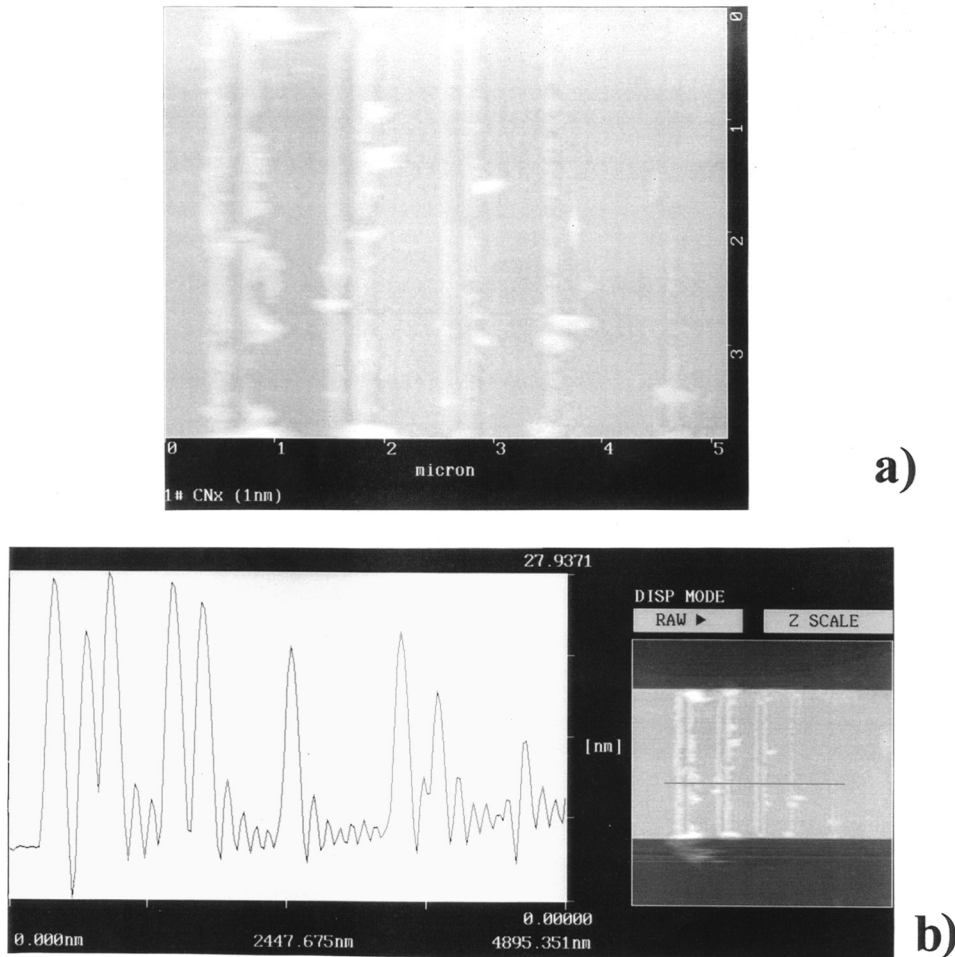 0
1
2
3
0 1 2 3 4 5
micron
1# CNx (1nm)
a)
27.9371
[nm]
0.00000
0.000nm 2447.675nm 4895.351nm
DISP MODE
RAW ▶ Z SCALE
b)